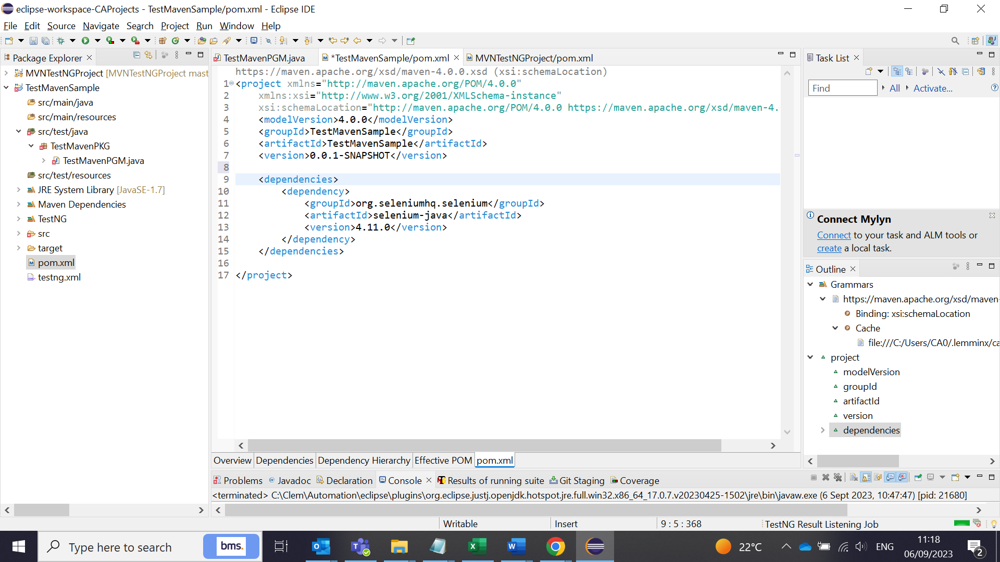 eclipse-workspace-CAProjects - TestMavenSample/pom.xml - Eclipse IDE
File Edit Source Navigate Search Project Run Window Help
Package Explorer
MVNTestNGProject [MVNTestNGProject mast
TestMavenSample
src/main/java
src/main/resources
src/test/java
TestMavenPKG
TestMavenPGM.java
src/test/resources
JRE System Library [JavaSE-1.7]
Maven Dependencies
TestNG
src
target
pom.xml
testng.xml
TestMavenPGM.java *TestMavenSample/pom.xml MVNTestNGProject/pom.xml
https://maven.apache.org/xsd/maven-4.0.0.xsd (xsi:schemaLocation)
1 <project xmlns="http://maven.apache.org/POM/4.0.0"
2 xmlns:xsi="http://www.w3.org/2001/XMLSchema-instance"
3 xsi:schemaLocation="http://maven.apache.org/POM/4.0.0 https://maven.apache.org/xsd/maven-4.
4 <modelVersion>4.0.0</modelVersion>
5 <groupId>TestMavenSample</groupId>
6 <artifactId>TestMavenSample</artifactId>
7 <version>0.0.1-SNAPSHOT</version>
8
9 <dependencies>
10 <dependency>
11 <groupId>org.seleniumhq.selenium</groupId>
12 <artifactId>selenium-java</artifactId>
13 <version>4.11.0</version>
14 </dependency>
15 </dependencies>
16
17 </project>
Overview Dependencies Dependency Hierarchy Effective POM pom.xml
Task List
Find All Activate...
Connect Mylyn
Connect to your task and ALM tools or
create a local task.
Outline
Grammars
https://maven.apache.org/xsd/maven-
Binding: xsi:schemaLocation
Cache
file:///C:/Users/CA0/.lemminx/ca
project
modelVersion
groupId
artifactId
version
dependencies
Problems Javadoc Declaration Console Results of running suite Git Staging Coverage
<terminated> C:\Clem\Automation\eclipse\plugins\org.eclipse.justj.openjdk.hotspot.jre.full.win32.x86_64_17.0.7.v20230425-1502\jre\bin\javaw.exe (6 Sept 2023, 10:47:47) [pid: 21680]
Writable Insert 9 : 5 : 368 TestNG Result Listening Job
Type here to search bms. 22°C ENG 11:18
06/09/2023 2